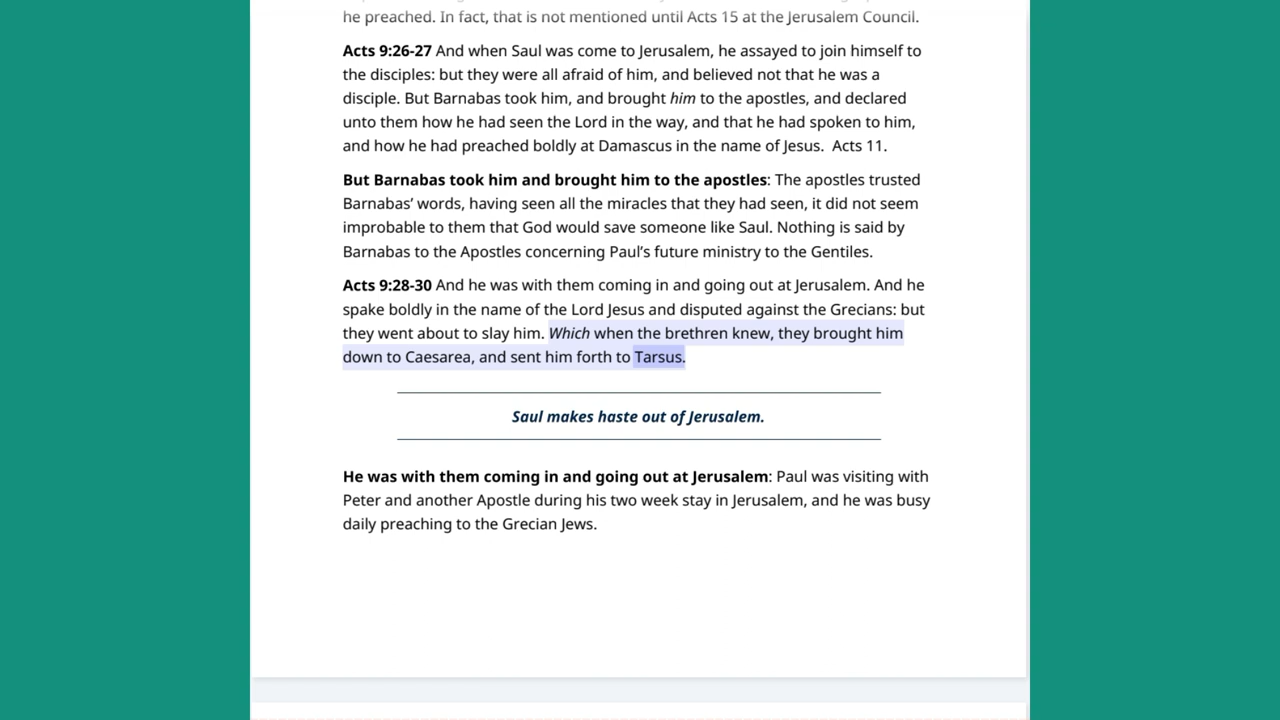 he preached. In fact, that is not mentioned until Acts 15 at the Jerusalem Council.
Acts 9:26-27 And when Saul was come to Jerusalem, he assayed to join himself to
the disciples: but they were all afraid of him, and believed not that he was a
disciple. But Barnabas took him, and brought him to the apostles, and declared
unto them how he had seen the Lord in the way, and that he had spoken to him,
and how he had preached boldly at Damascus in the name of Jesus.  Acts 11.
But Barnabas took him and brought him to the apostles: The apostles trusted
Barnabas’ words, having seen all the miracles that they had seen, it did not seem
improbable to them that God would save someone like Saul. Nothing is said by
Barnabas to the Apostles concerning Paul’s future ministry to the Gentiles.
Acts 9:28-30 And he was with them coming in and going out at Jerusalem. And he
spake boldly in the name of the Lord Jesus and disputed against the Grecians: but
they went about to slay him. Which when the brethren knew, they brought him
down to Caesarea, and sent him forth to Tarsus.
Saul makes haste out of Jerusalem.
He was with them coming in and going out at Jerusalem: Paul was visiting with
Peter and another Apostle during his two week stay in Jerusalem, and he was busy
daily preaching to the Grecian Jews.